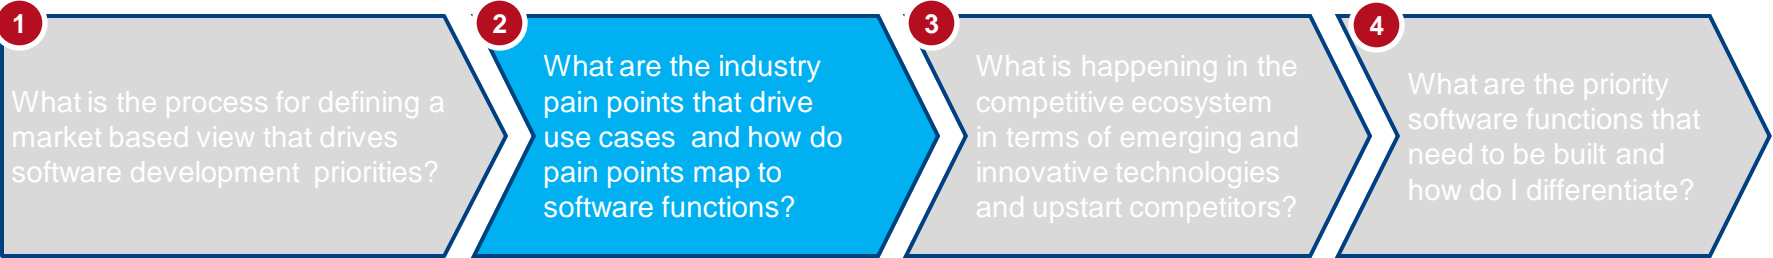 1
What is the process for defining a
market based view that drives
software development  priorities?
2
What are the industry
pain points that drive
use cases  and how do
pain points map to
software functions?
3
What is happening in the
competitive ecosystem
in terms of emerging and
innovative technologies
and upstart competitors?
4
What are the priority
software functions that
need to be built and
how do I differentiate?